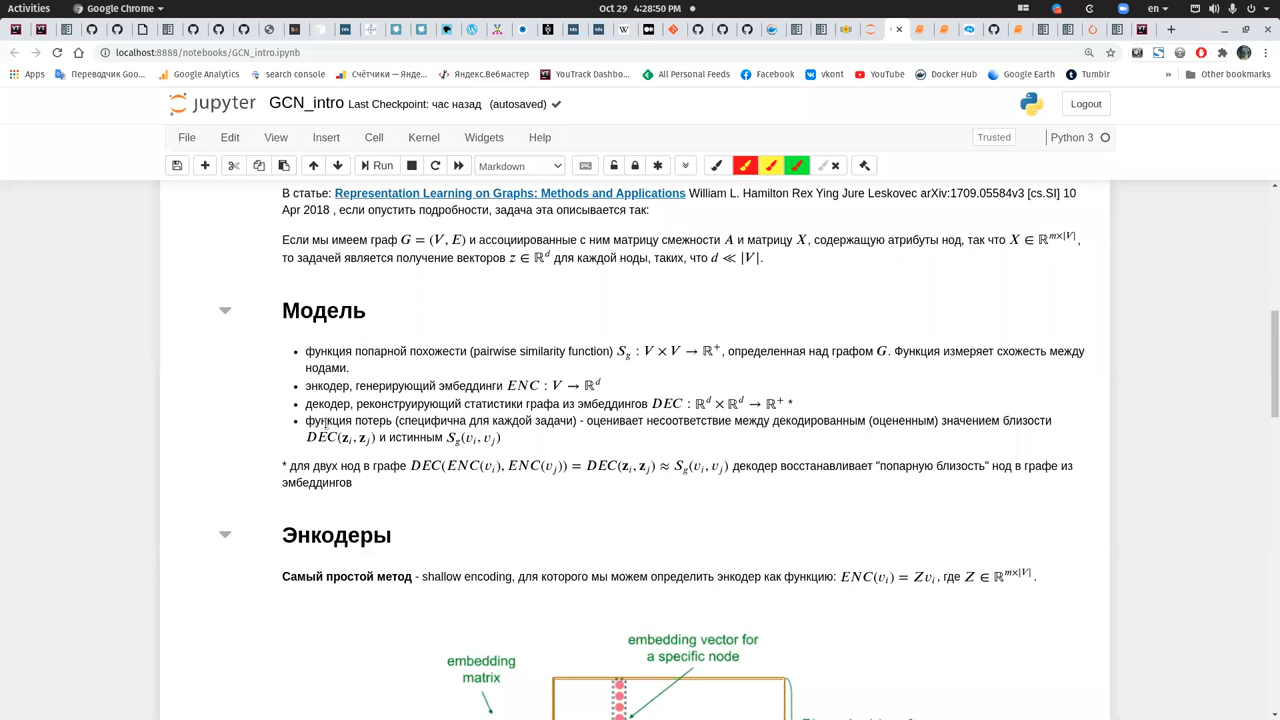 Activities Google Chrome Oct 29 4:28:50 PM en
localhost:8888/notebooks/GCN_intro.ipynb
Apps Переводчик Goo... Google Analytics search console Счётчики — Янде... Яндекс.Вебмастер YouTrack Dashbo... All Personal Feeds Facebook vkont YouTube Docker Hub Google Earth Tumblr » Other bookmarks
jupyter GCN_intro Last Checkpoint: час назад (autosaved) Logout
File Edit View Insert Cell Kernel Widgets Help Trusted Python 3
Run Markdown
В статье: Representation Learning on Graphs: Methods and Applications William L. Hamilton Rex Ying Jure Leskovec arXiv:1709.05584v3 [cs.SI] 10
Apr 2018 , если опустить подробности, задача эта описывается так:
Если мы имеем граф G = (V, E) и ассоциированные с ним матрицу смежности A и матрицу X, содержащую атрибуты нод, так что X ∈ ℝ^{m×|V|},
то задачей является получение векторов z ∈ ℝ^d для каждой ноды, таких, что d ≪ |V|.
Модель
• функция попарной похожести (pairwise similarity function) S_g : V × V → ℝ^+, определенная над графом G. Функция измеряет схожесть между
нодами.
• энкодер, генерирующий эмбеддинги ENC : V → ℝ^d
• декодер, реконструирующий статистики графа из эмбеддингов DEC : ℝ^d × ℝ^d → ℝ^+ *
• функция потерь (специфична для каждой задачи) - оценивает несоответствие между декодированным (оцененным) значением близости
DEC(z_i, z_j) и истинным S_g(v_i, v_j)
* для двух нод в графе DEC(ENC(v_i), ENC(v_j)) = DEC(z_i, z_j) ≈ S_g(v_i, v_j) декодер восстанавливает "попарную близость" нод в графе из
эмбеддингов
Энкодеры
Самый простой метод - shallow encoding, для которого мы можем определить энкодер как функцию: ENC(v_i) = Zv_i, где Z ∈ ℝ^{m×|V|}.
embedding vector for
a specific node
embedding
matrix